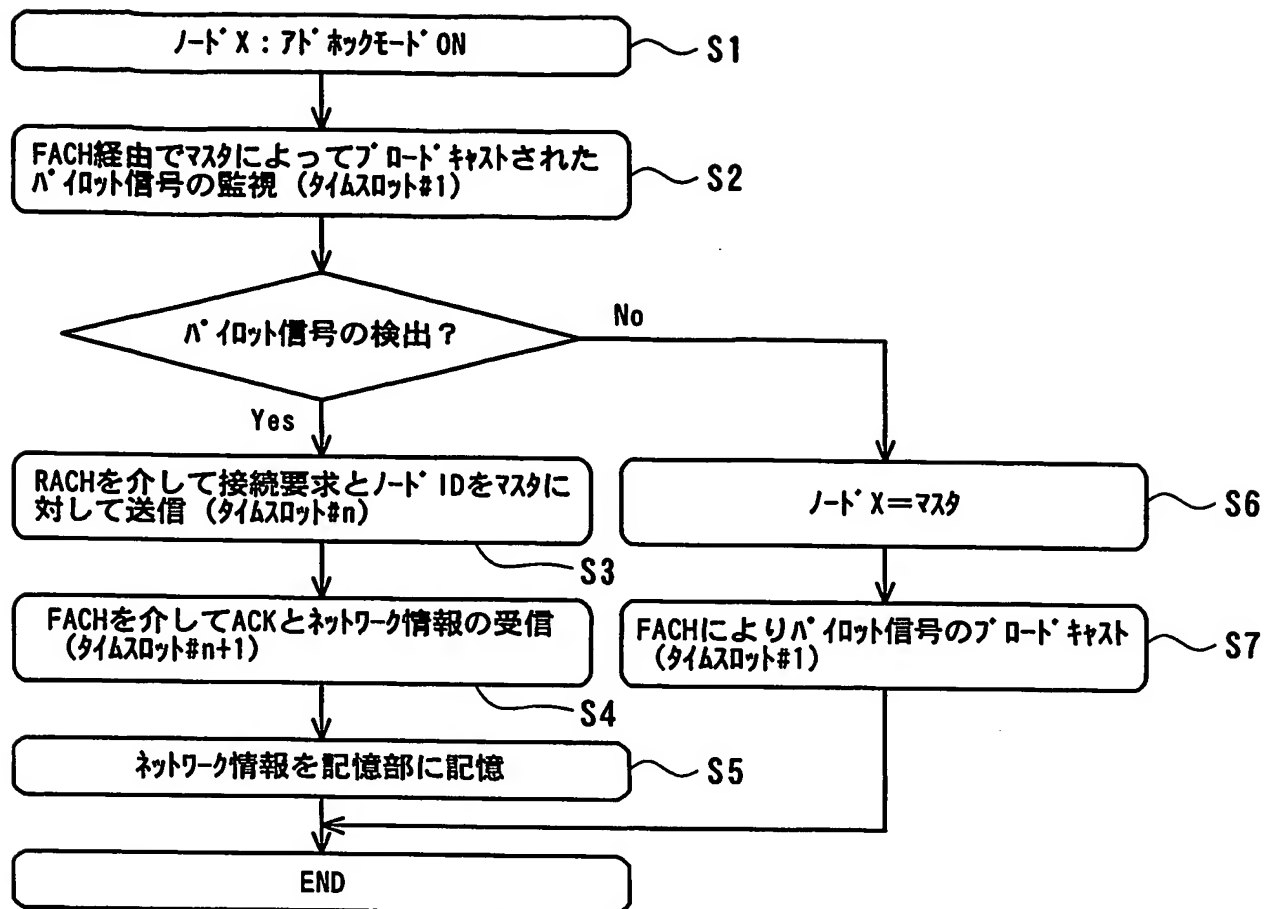 ﾉｰﾄﾞX：ｱﾄﾞﾎｯｸﾓｰﾄﾞON
S1
FACH経由でﾏｽﾀによってﾌﾞﾛｰﾄﾞｷｬｽﾄされた
ﾊﾟｲﾛｯﾄ信号の監視（ﾀｲﾑｽﾛｯﾄ#1）
S2
ﾊﾟｲﾛｯﾄ信号の検出？
No
Yes
RACHを介して接続要求とﾉｰﾄﾞIDをﾏｽﾀに
対して送信（ﾀｲﾑｽﾛｯﾄ#n）
S3
ﾉｰﾄﾞX＝ﾏｽﾀ
S6
FACHを介してACKとﾈｯﾄﾜｰｸ情報の受信
（ﾀｲﾑｽﾛｯﾄ#n+1）
S4
FACHによりﾊﾟｲﾛｯﾄ信号のﾌﾞﾛｰﾄﾞｷｬｽﾄ
（ﾀｲﾑｽﾛｯﾄ#1）
S7
ﾈｯﾄﾜｰｸ情報を記憶部に記憶
S5
END